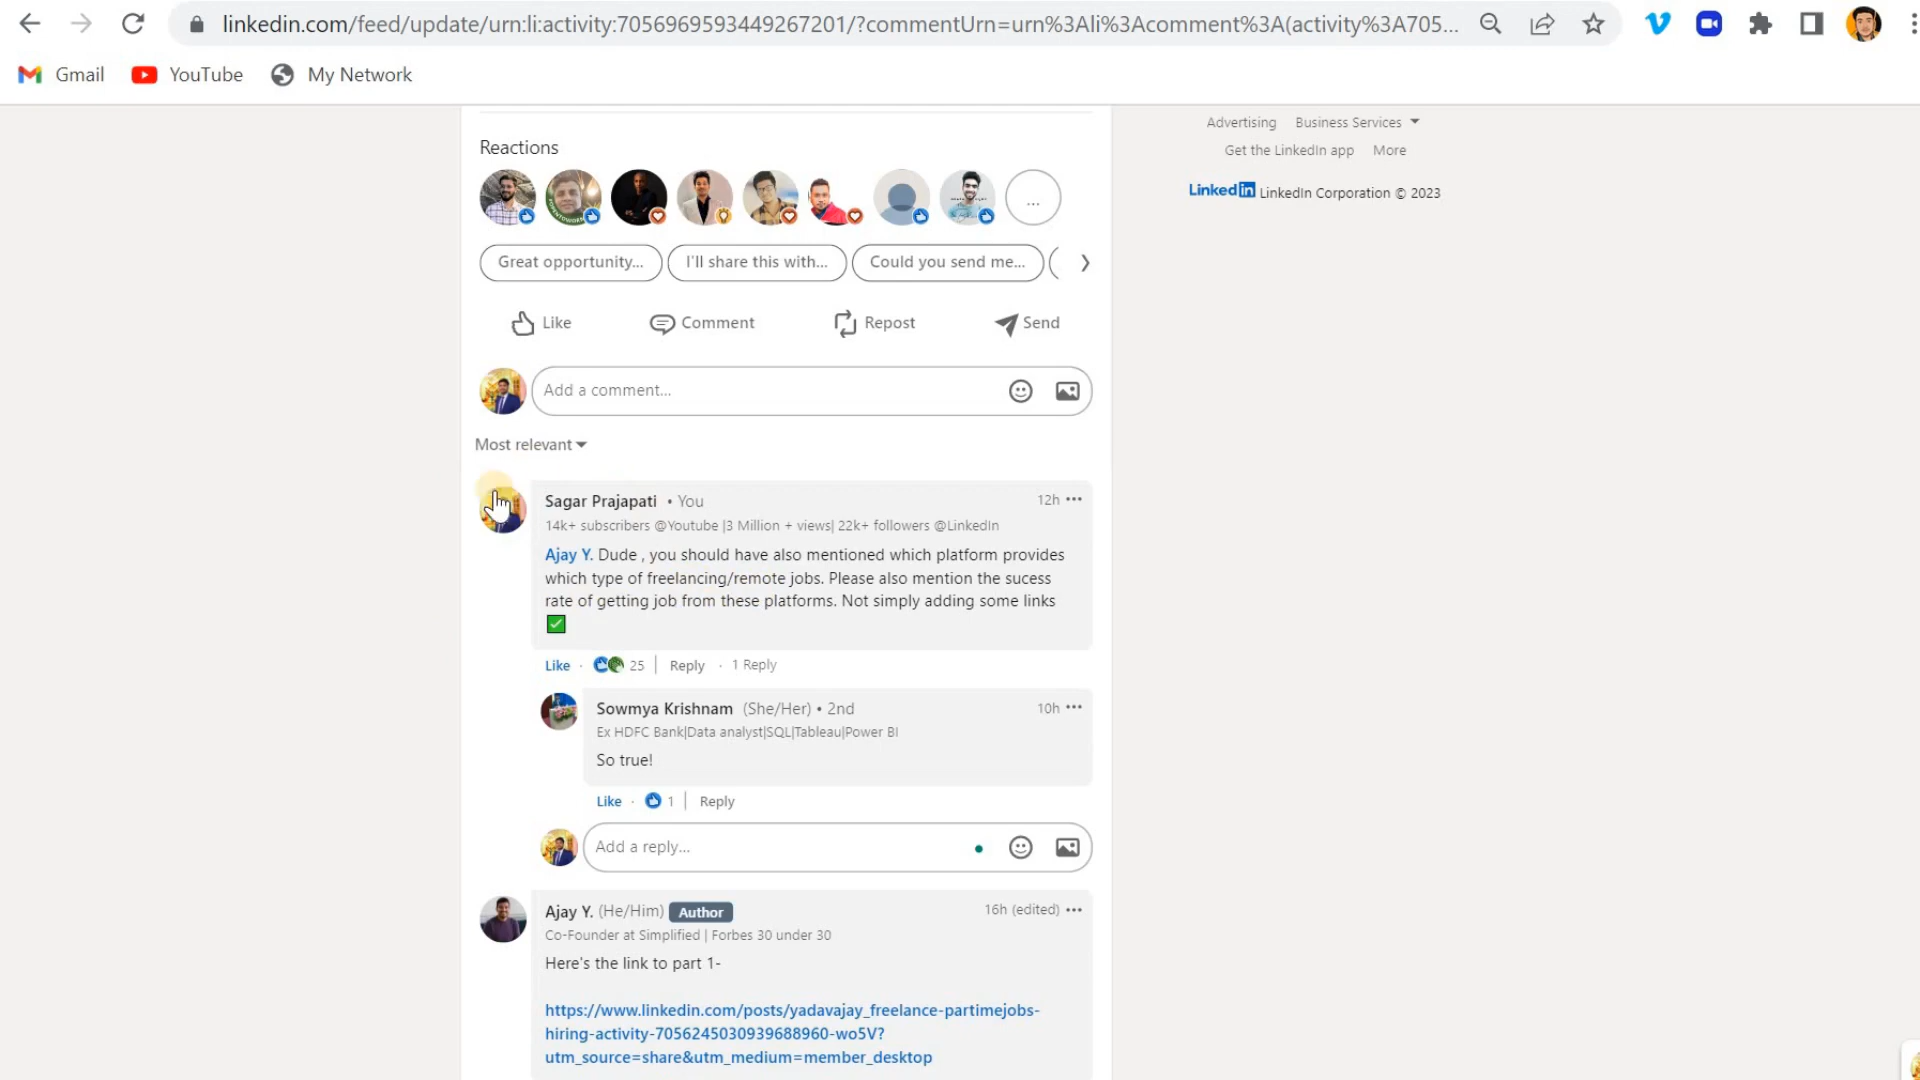 linkedin.com/feed/update/urn:li:activity:7056969593449267201/?commentUrn=urn%3Ali%3Acomment%3A(activity%3A705...
Gmail YouTube My Network
Advertising Business Services
Get the LinkedIn app More
LinkedIn LinkedIn Corporation © 2023
Reactions
...
Great opportunity... I'll share this with... Could you send me...
Like Comment Repost Send
Add a comment...
Most relevant
Sagar Prajapati • You 12h
14k+ subscribers @Youtube |3 Million + views| 22k+ followers @LinkedIn
Ajay Y. Dude , you should have also mentioned which platform provides
which type of freelancing/remote jobs. Please also mention the sucess
rate of getting job from these platforms. Not simply adding some links
✅
Like · 25 | Reply · 1 Reply
Sowmya Krishnam (She/Her) • 2nd 10h
Ex HDFC Bank|Data analyst|SQL|Tableau|Power BI
So true!
Like · 1 | Reply
Add a reply...
Ajay Y. (He/Him) Author 16h (edited)
Co-Founder at Simplified | Forbes 30 under 30
Here's the link to part 1-
https://www.linkedin.com/posts/yadavajay_freelance-partimejobs-
hiring-activity-7056245030939688960-wo5V?
utm_source=share&utm_medium=member_desktop